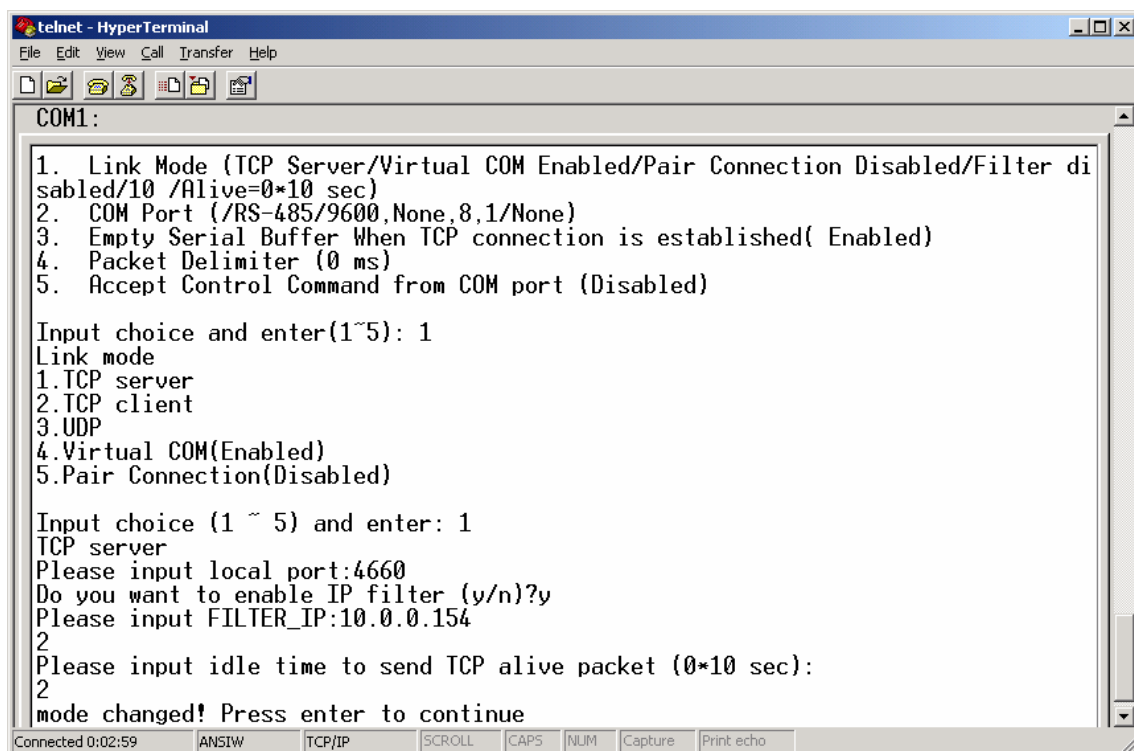 telnet - HyperTerminal
File Edit View Call Transfer Help
COM1:
1. Link Mode (TCP Server/Virtual COM Enabled/Pair Connection Disabled/Filter di
sabled/10 /Alive=0*10 sec)
2. COM Port (/RS-485/9600,None,8,1/None)
3. Empty Serial Buffer When TCP connection is established( Enabled)
4. Packet Delimiter (0 ms)
5. Accept Control Command from COM port (Disabled)
Input choice and enter(1~5): 1
Link mode
1.TCP server
2.TCP client
3.UDP
4.Virtual COM(Enabled)
5.Pair Connection(Disabled)
Input choice (1 ~ 5) and enter: 1
TCP server
Please input local port:4660
Do you want to enable IP filter (y/n)?y
Please input FILTER_IP:10.0.0.154
2
Please input idle time to send TCP alive packet (0*10 sec):
2
mode changed! Press enter to continue
Connected 0:02:59 ANSIW TCP/IP SCROLL CAPS NUM Capture Print echo